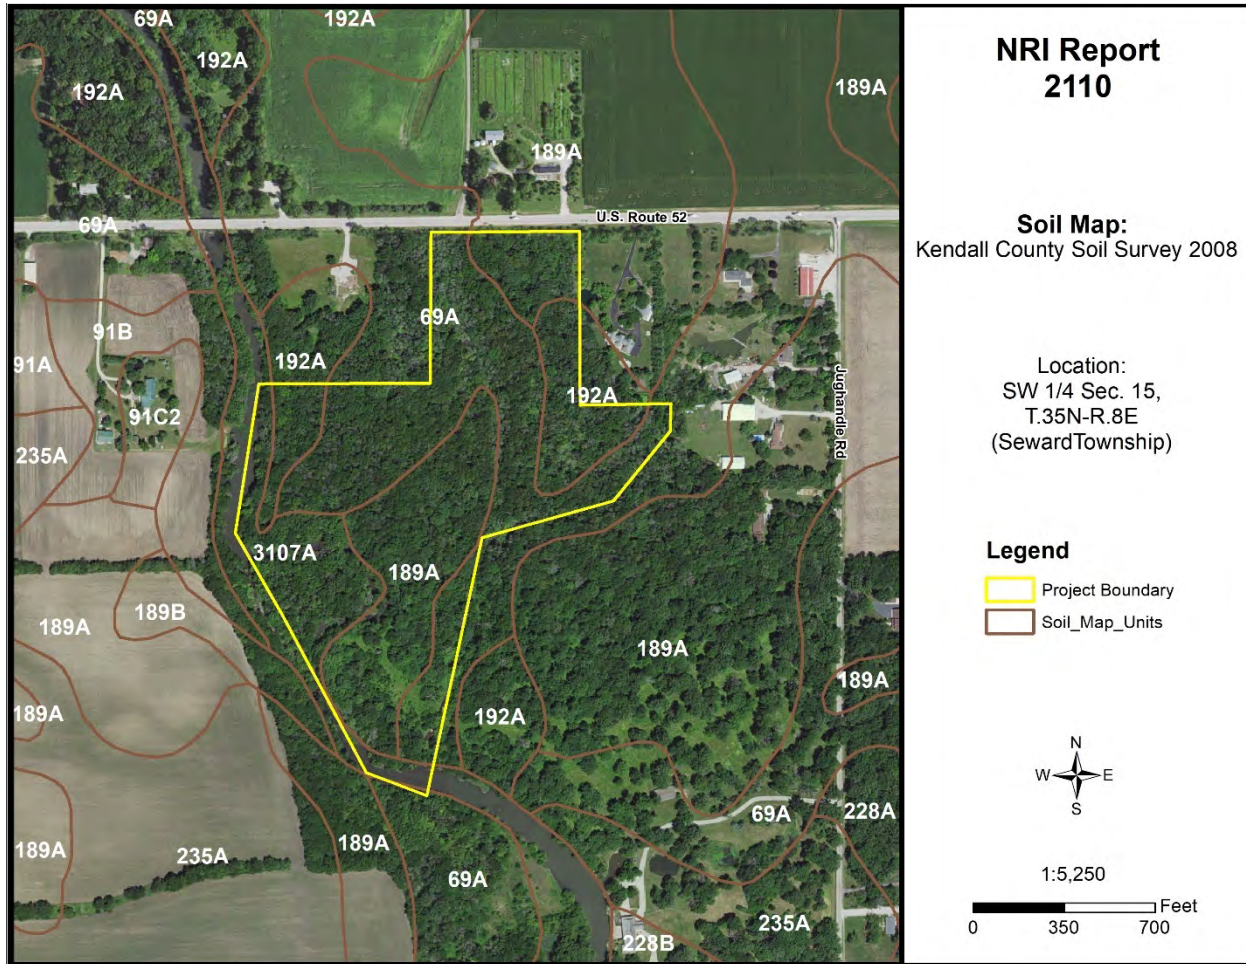 69A
192A
192A
192A
189A
189A
U.S. Route 52
69A
69A
91B
192A
91A
192A
91C2
Jughandle Rd
235A
3107A
189A
189B
189A
189A
189A
189A
192A
69A
228A
189A
189A
235A
69A
235A
228B
NRI Report
2110
Soil Map:
Kendall County Soil Survey 2008
Location:
SW 1/4 Sec. 15,
T.35N-R.8E
(SewardTownship)
Legend
Project Boundary
Soil_Map_Units
N
W E
S
1:5,250
Feet
0 350 700